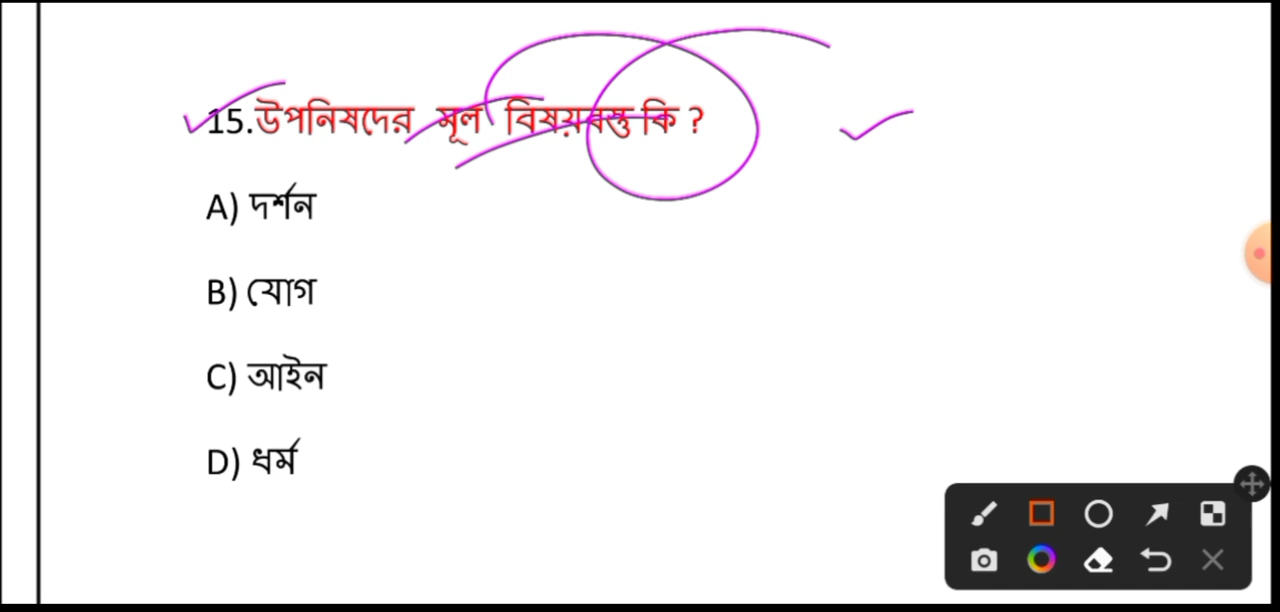 15.উপনিষদের মূল বিষয়বস্তু কি ?
A) দর্শন
B) যোগ
C) আইন
D) ধর্ম